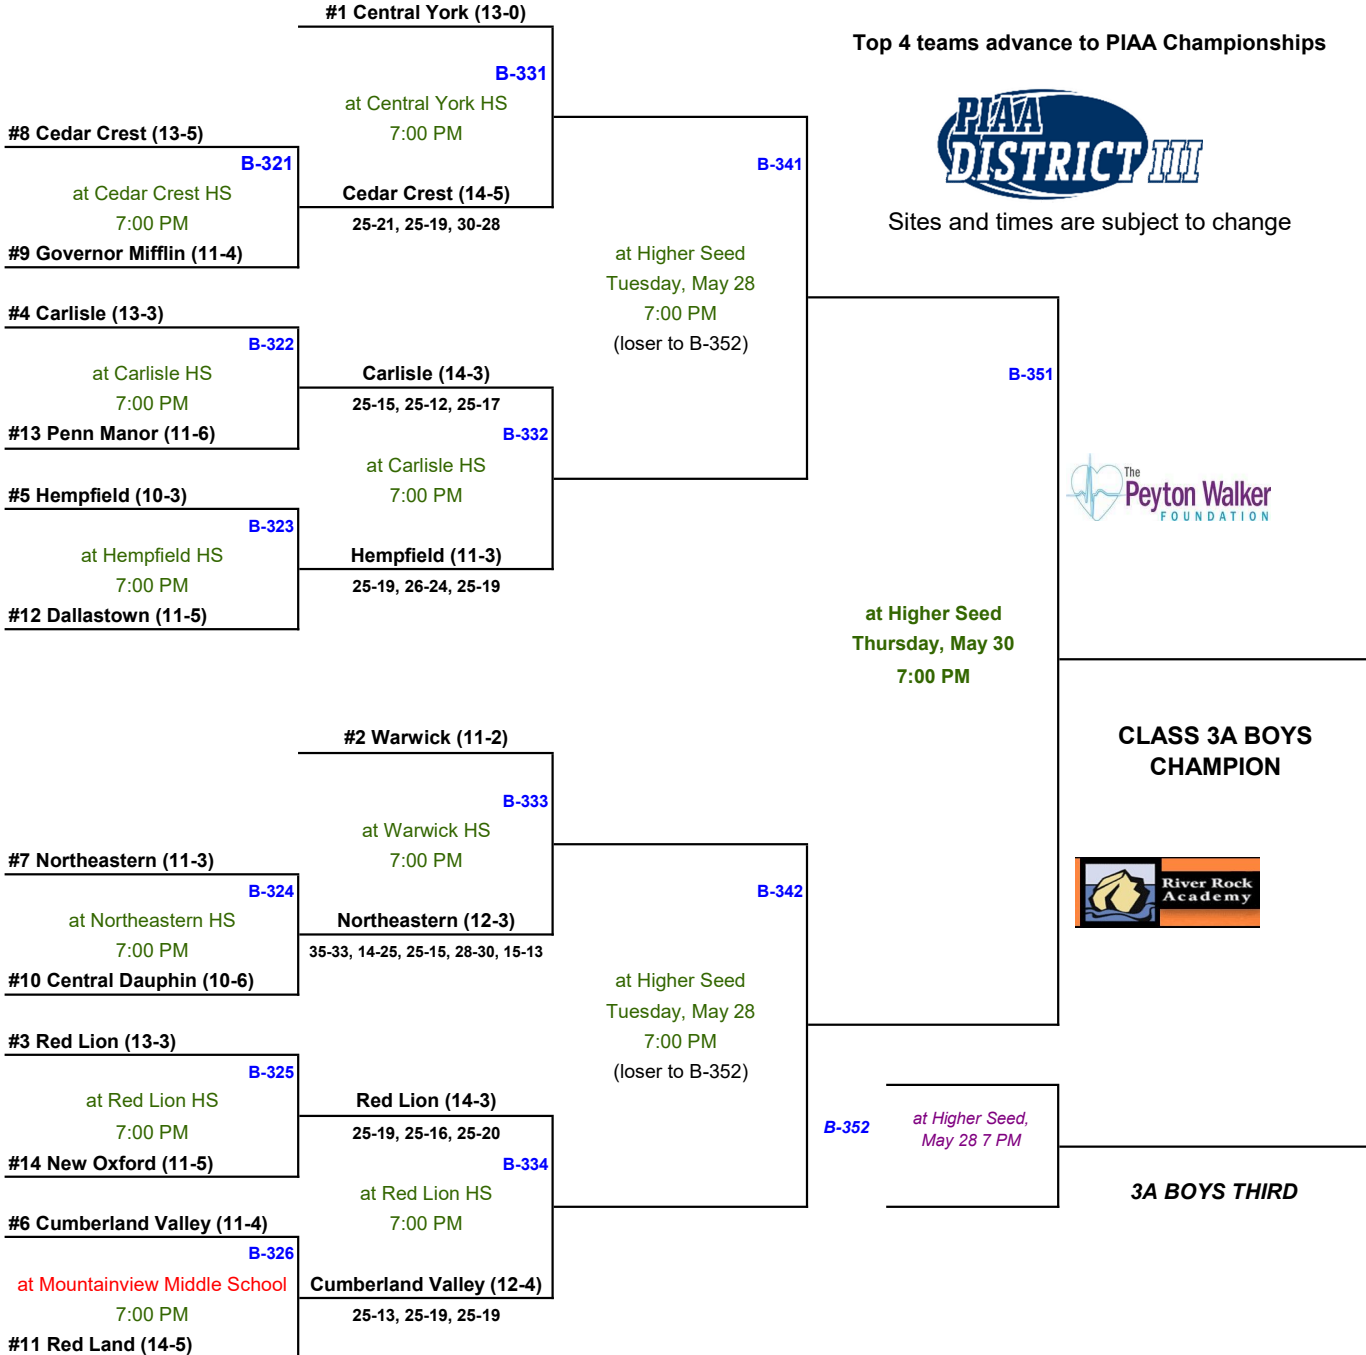 #1 Central York (13-0)
Top 4 teams advance to PIAA Championships
B-331
at Central York HS
7:00 PM
PIAA
DISTRICT III
Sites and times are subject to change
#8 Cedar Crest (13-5)
B-321
at Cedar Crest HS
7:00 PM
#9 Governor Mifflin (11-4)
Cedar Crest (14-5)
25-21, 25-19, 30-28
B-341
at Higher Seed
Tuesday, May 28
7:00 PM
(loser to B-352)
#4 Carlisle (13-3)
B-322
at Carlisle HS
7:00 PM
#13 Penn Manor (11-6)
Carlisle (14-3)
25-15, 25-12, 25-17
B-332
at Carlisle HS
7:00 PM
B-351
The
Peyton Walker
FOUNDATION
#5 Hempfield (10-3)
B-323
at Hempfield HS
7:00 PM
#12 Dallastown (11-5)
Hempfield (11-3)
25-19, 26-24, 25-19
at Higher Seed
Thursday, May 30
7:00 PM
#2 Warwick (11-2)
B-333
at Warwick HS
7:00 PM
CLASS 3A BOYS
CHAMPION
#7 Northeastern (11-3)
B-324
at Northeastern HS
7:00 PM
#10 Central Dauphin (10-6)
Northeastern (12-3)
35-33, 14-25, 25-15, 28-30, 15-13
B-342
at Higher Seed
Tuesday, May 28
7:00 PM
(loser to B-352)
River Rock
Academy
#3 Red Lion (13-3)
B-325
at Red Lion HS
7:00 PM
#14 New Oxford (11-5)
Red Lion (14-3)
25-19, 25-16, 25-20
B-334
at Red Lion HS
7:00 PM
B-352
at Higher Seed,
May 28 7 PM
3A BOYS THIRD
#6 Cumberland Valley (11-4)
B-326
at Mountainview Middle School
7:00 PM
#11 Red Land (14-5)
Cumberland Valley (12-4)
25-13, 25-19, 25-19